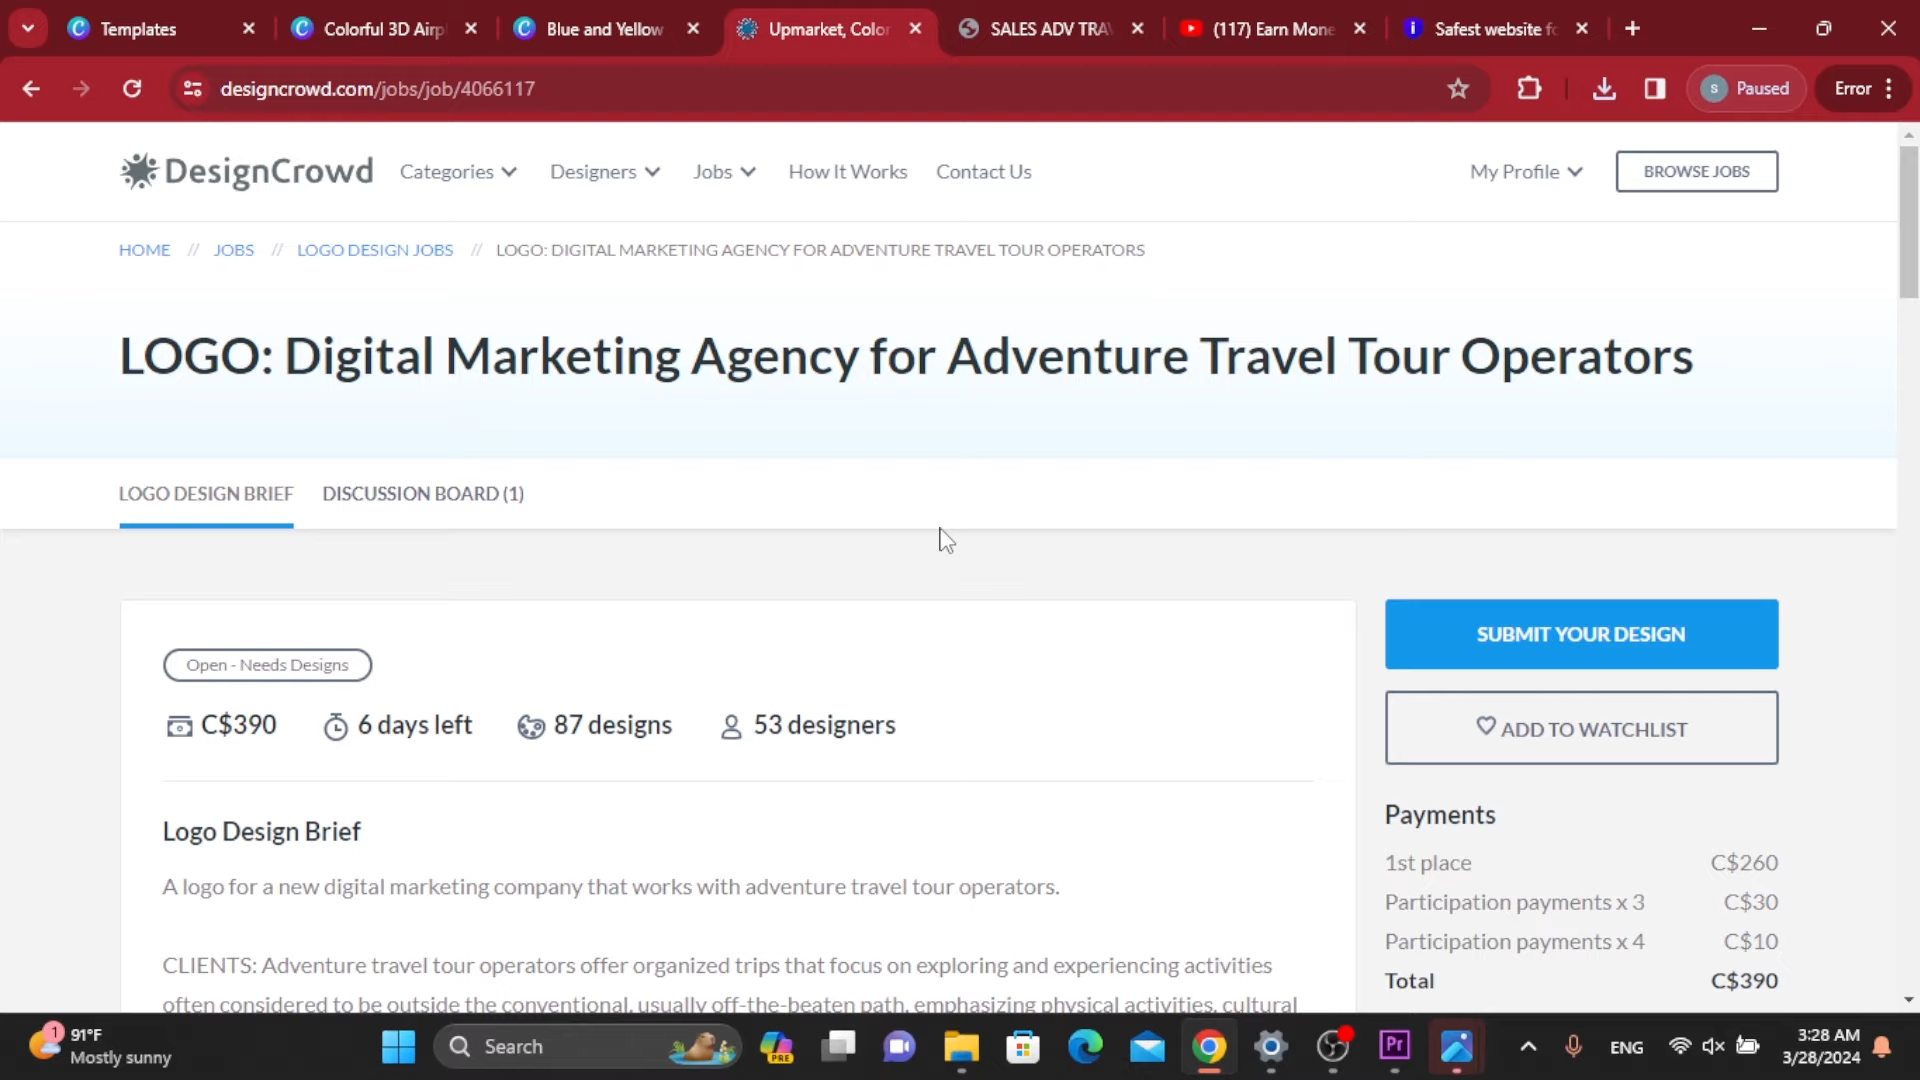 Templates
Colorful 3D Airp
Blue and Yellow
Upmarket, Color
SALES ADV TRA
(117) Earn Mone
Safest website fo
designcrowd.com/jobs/job/4066117
s
Paused
Error
DesignCrowd
Categories
Designers
Jobs
How It Works
Contact Us
My Profile
BROWSE JOBS
HOME // JOBS // LOGO DESIGN JOBS // LOGO: DIGITAL MARKETING AGENCY FOR ADVENTURE TRAVEL TOUR OPERATORS
LOGO: Digital Marketing Agency for Adventure Travel Tour Operators
LOGO DESIGN BRIEF
DISCUSSION BOARD (1)
Open - Needs Designs
C$390
6 days left
87 designs
53 designers
Logo Design Brief
A logo for a new digital marketing company that works with adventure travel tour operators.
CLIENTS: Adventure travel tour operators offer organized trips that focus on exploring and experiencing activities
often considered to be outside the conventional, usually off-the-beaten path, emphasizing physical activities, cultural
SUBMIT YOUR DESIGN
ADD TO WATCHLIST
Payments
1st place C$260
Participation payments x 3 C$30
Participation payments x 4 C$10
Total C$390
1
91°F
Mostly sunny
Search
PRE
Pr
ENG
3:28 AM
3/28/2024